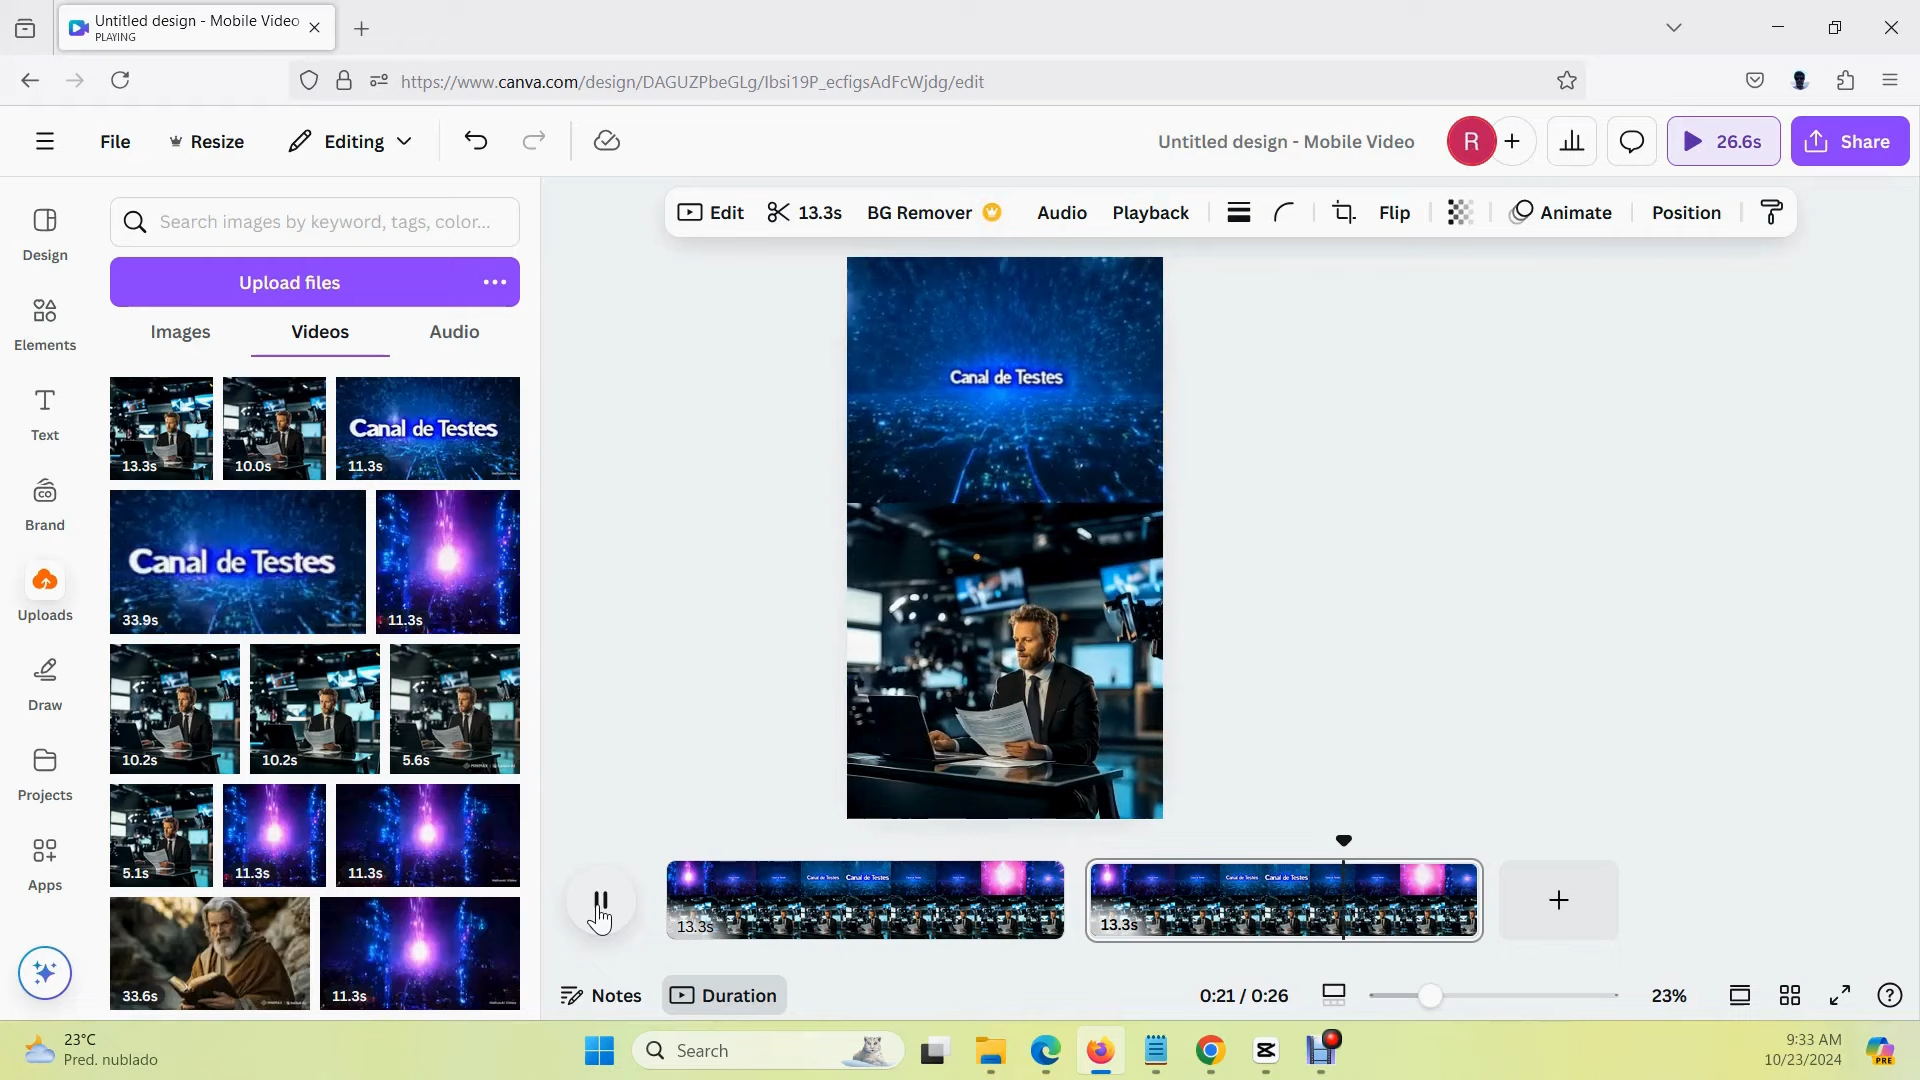 Untitled design - Mobile Video
PLAYING
https://www.canva.com/design/DAGUZPbeGLg/Ibsi19P_ecfigsAdFcWjdg/edit
File
Resize
Editing
Untitled design - Mobile Video
R
26.6s
Share
Design
Elements
Text
Brand
Uploads
Draw
Projects
Apps
Search images by keyword, tags, color...
Upload files
Images
Videos
Audio
13.3s
10.0s
Canal de Testes
11.3s
Canal de Testes
33.9s
11.3s
10.2s
10.2s
5.6s
5.1s
11.3s
11.3s
33.6s
11.3s
Edit
13.3s
BG Remover
Audio
Playback
Flip
Animate
Position
Canal de Testes
13.3s
13.3s
Notes
Duration
0:21 / 0:26
23%
23°C
Pred. nublado
Search
9:33 AM
10/23/2024